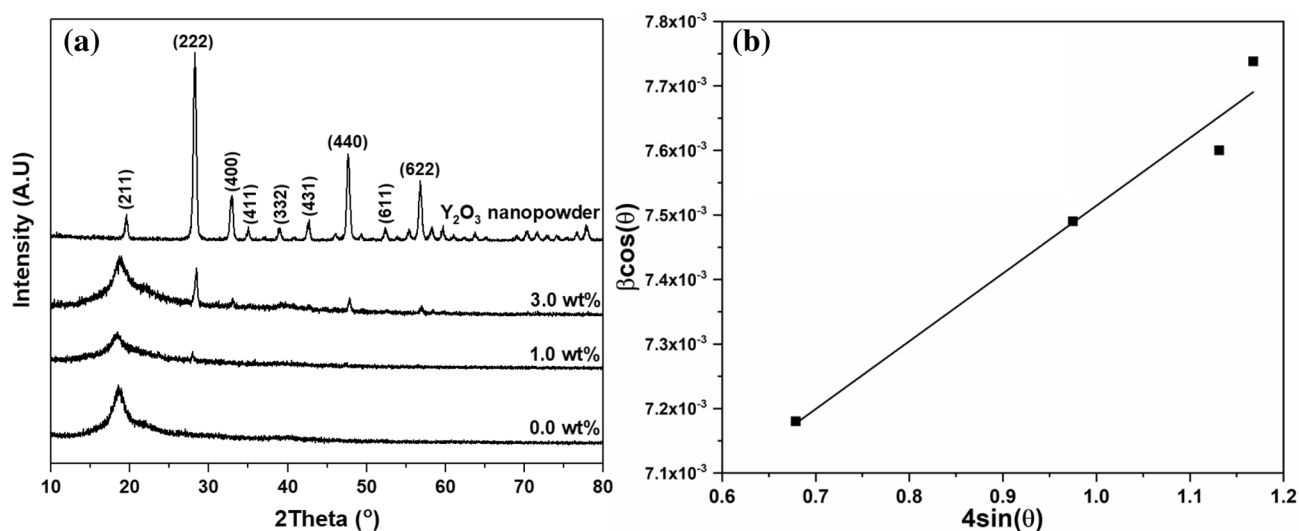 (a)
(222)
(211)
(400)
(411)
(332)
(431)
(440)
(611)
(622)
Y₂O₃ nanopowder
3.0 wt%
1.0 wt%
0.0 wt%
Intensity (A.U)
10 20 30 40 50 60 70 80
2Theta (°)
(b)
7.8x10⁻³
7.7x10⁻³
7.6x10⁻³
7.5x10⁻³
7.4x10⁻³
7.3x10⁻³
7.2x10⁻³
7.1x10⁻³
βcos(θ)
0.6 0.7 0.8 0.9 1.0 1.1 1.2
4sin(θ)